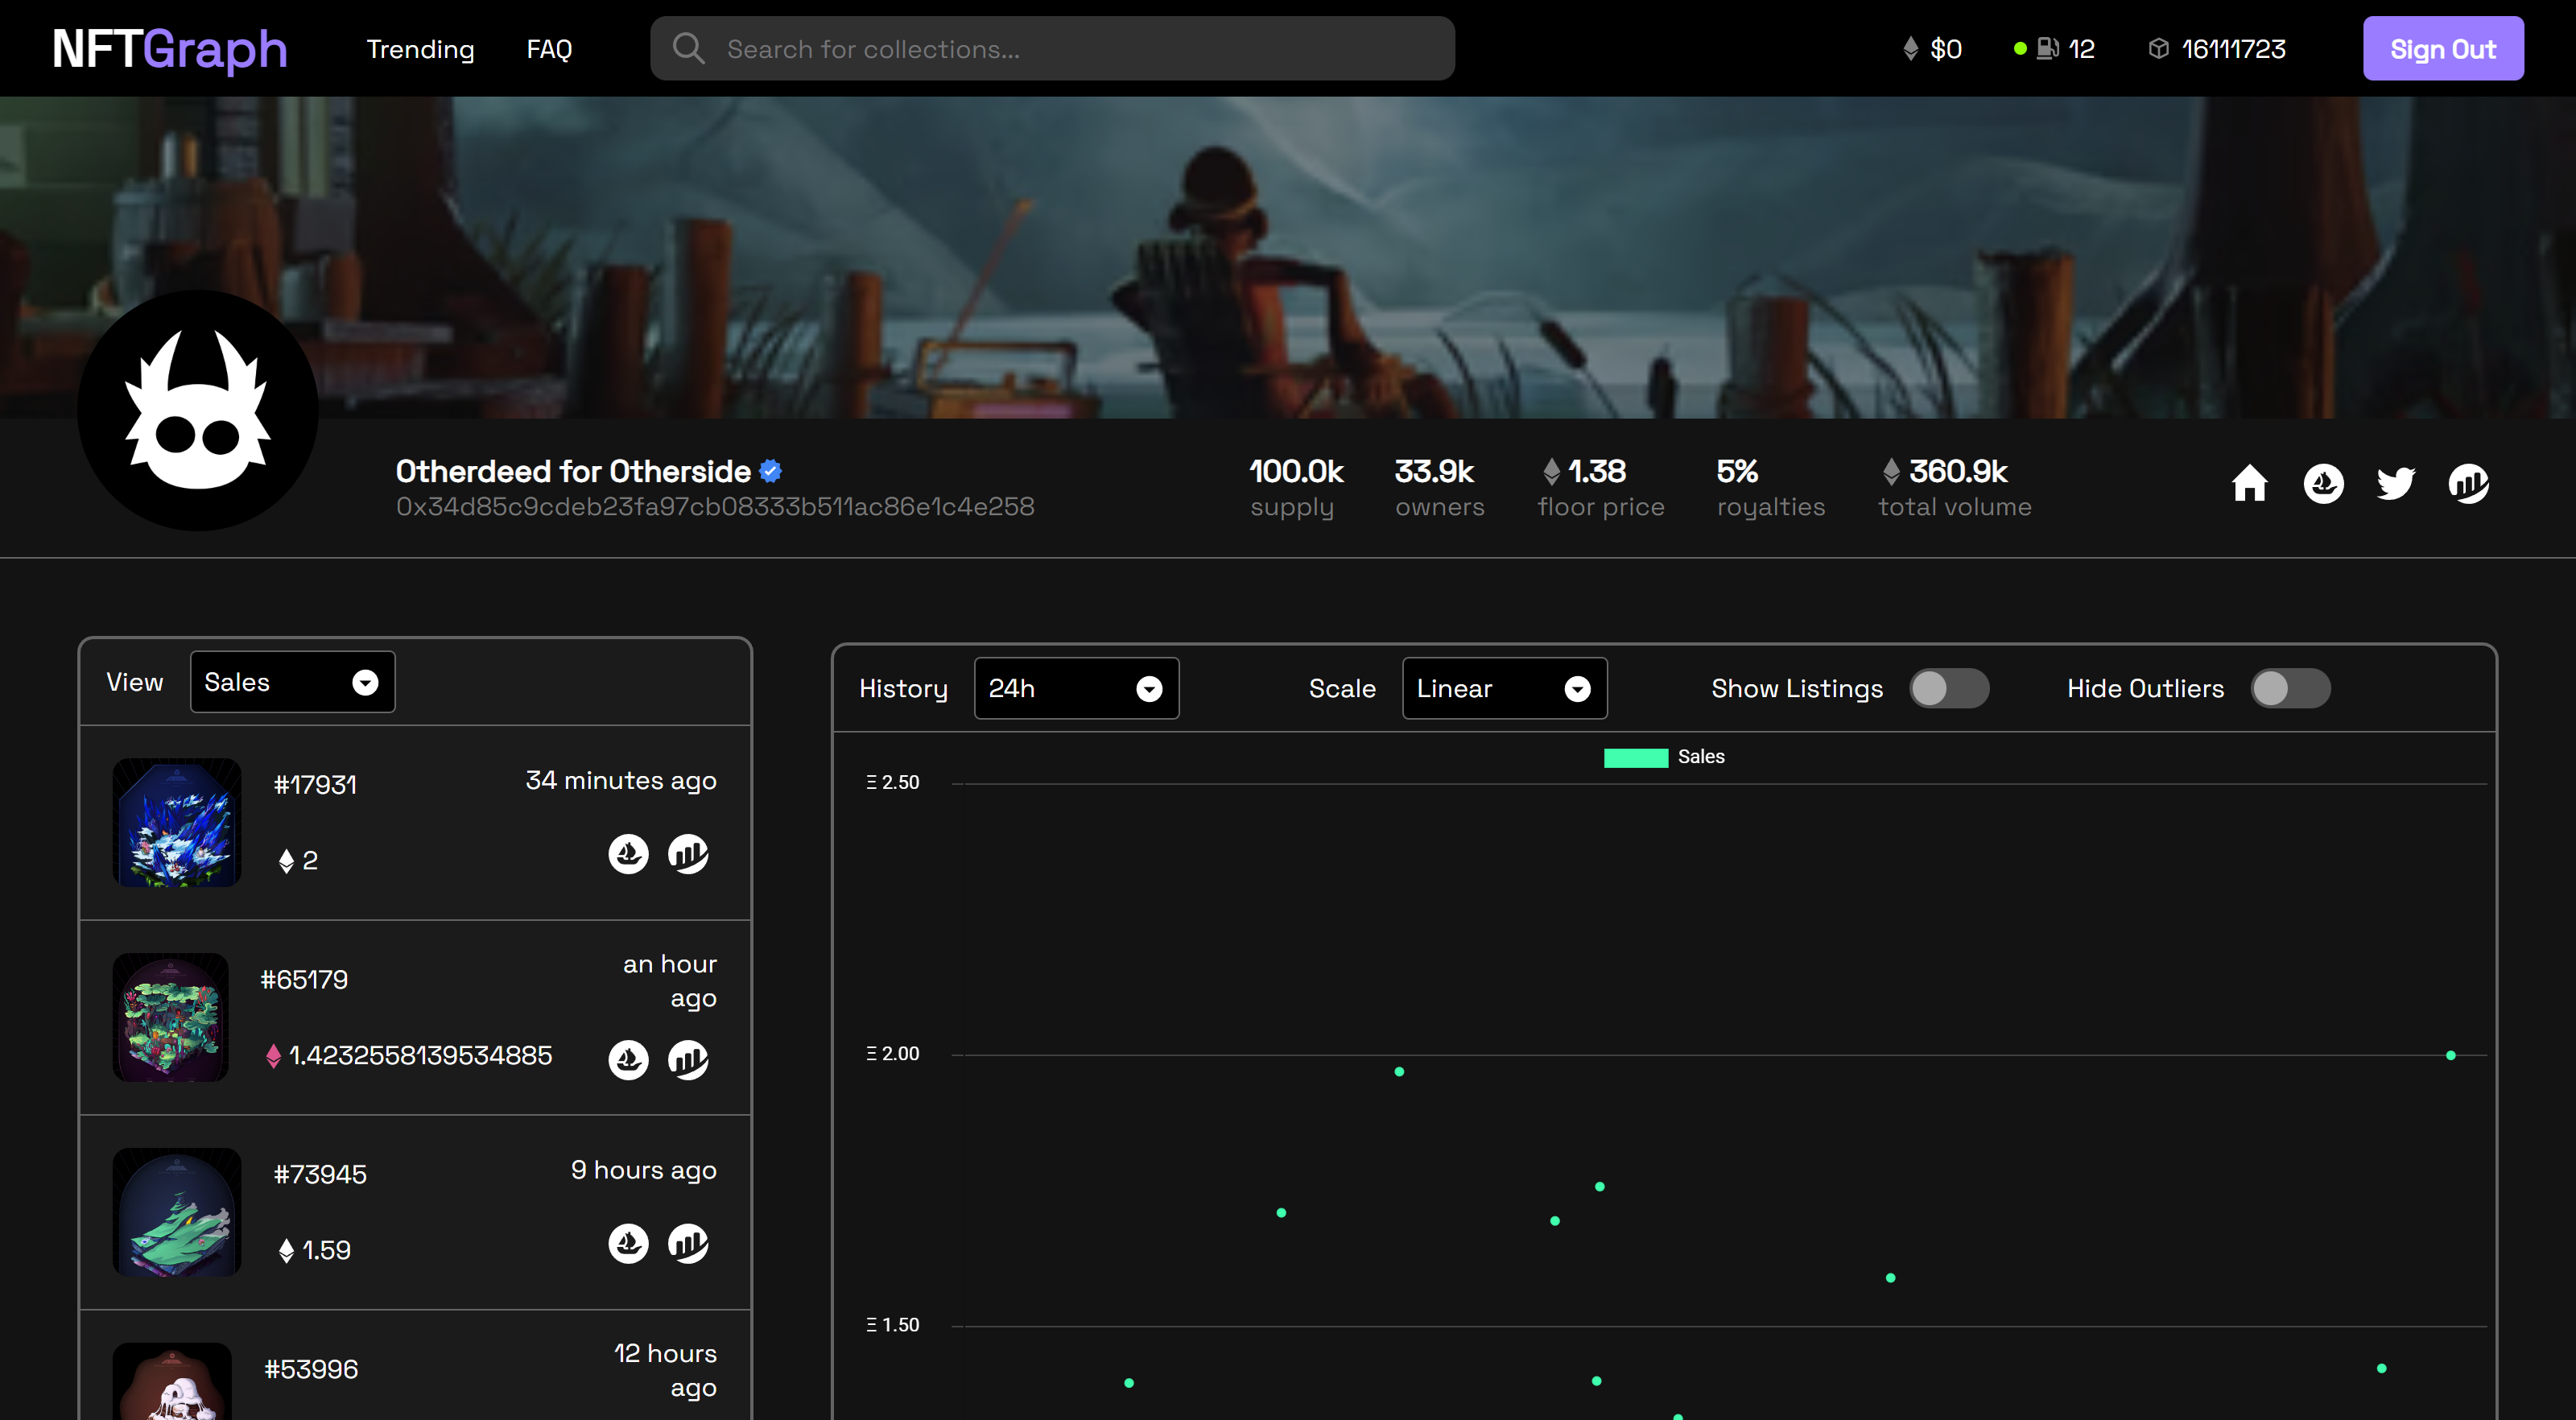 NFTGraph
Trending
FAQ
Search for collections...
$0
12
16111723
Sign Out
Otherdeed for Otherside
0x34d85c9cdeb23fa97cb08333b511ac86e1c4e258
100.0k
supply
33.9k
owners
1.38
floor price
5%
royalties
360.9k
total volume
View
Sales
#17931
34 minutes ago
2
#65179
an hour
ago
1.4232558139534885
#73945
9 hours ago
1.59
#53996
12 hours
ago
History
24h
Scale
Linear
Show Listings
Hide Outliers
Sales
Ξ 2.50
Ξ 2.00
Ξ 1.50